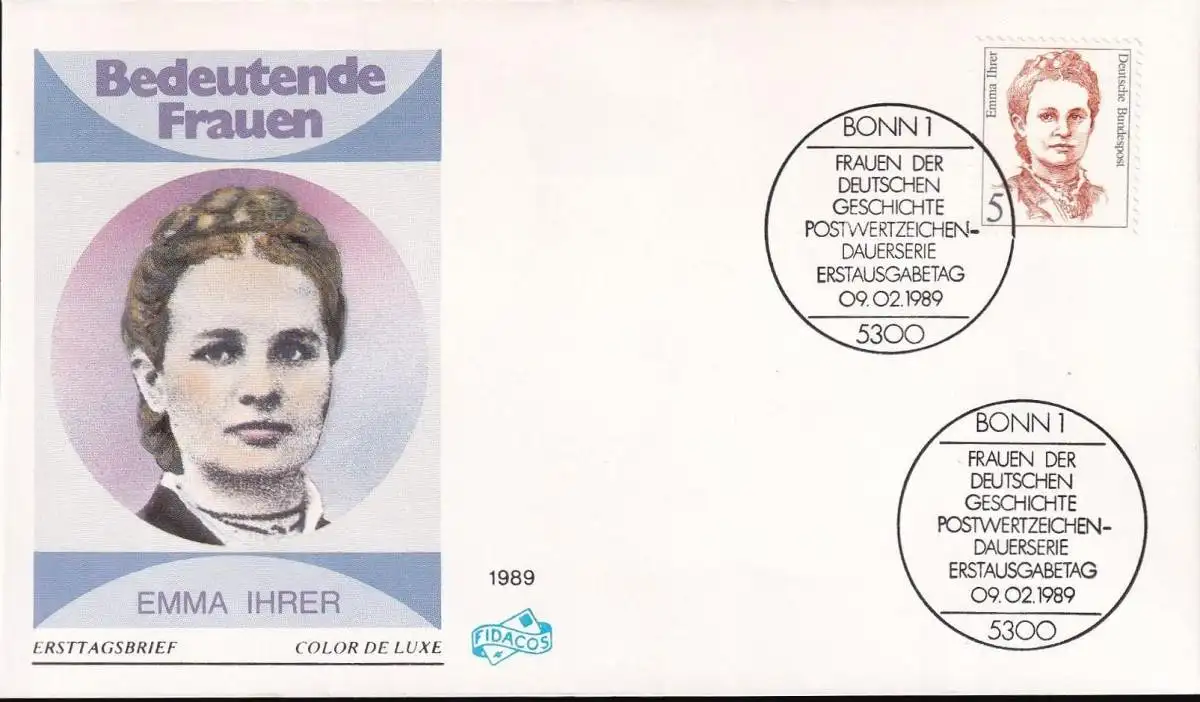 Bedeutende
Frauen
EMMA IHRER
ERSTTAGSBRIEF COLOR DE LUXE
1989
FIDACOS
Emma Ihrer
Deutsche Bundespost
5
BONN 1
FRAUEN DER
DEUTSCHEN
GESCHICHTE
POSTWERTZEICHEN-
DAUERSERIE
ERSTAUSGABETAG
09.02.1989
5300
BONN 1
FRAUEN DER
DEUTSCHEN
GESCHICHTE
POSTWERTZEICHEN-
DAUERSERIE
ERSTAUSGABETAG
09.02.1989
5300